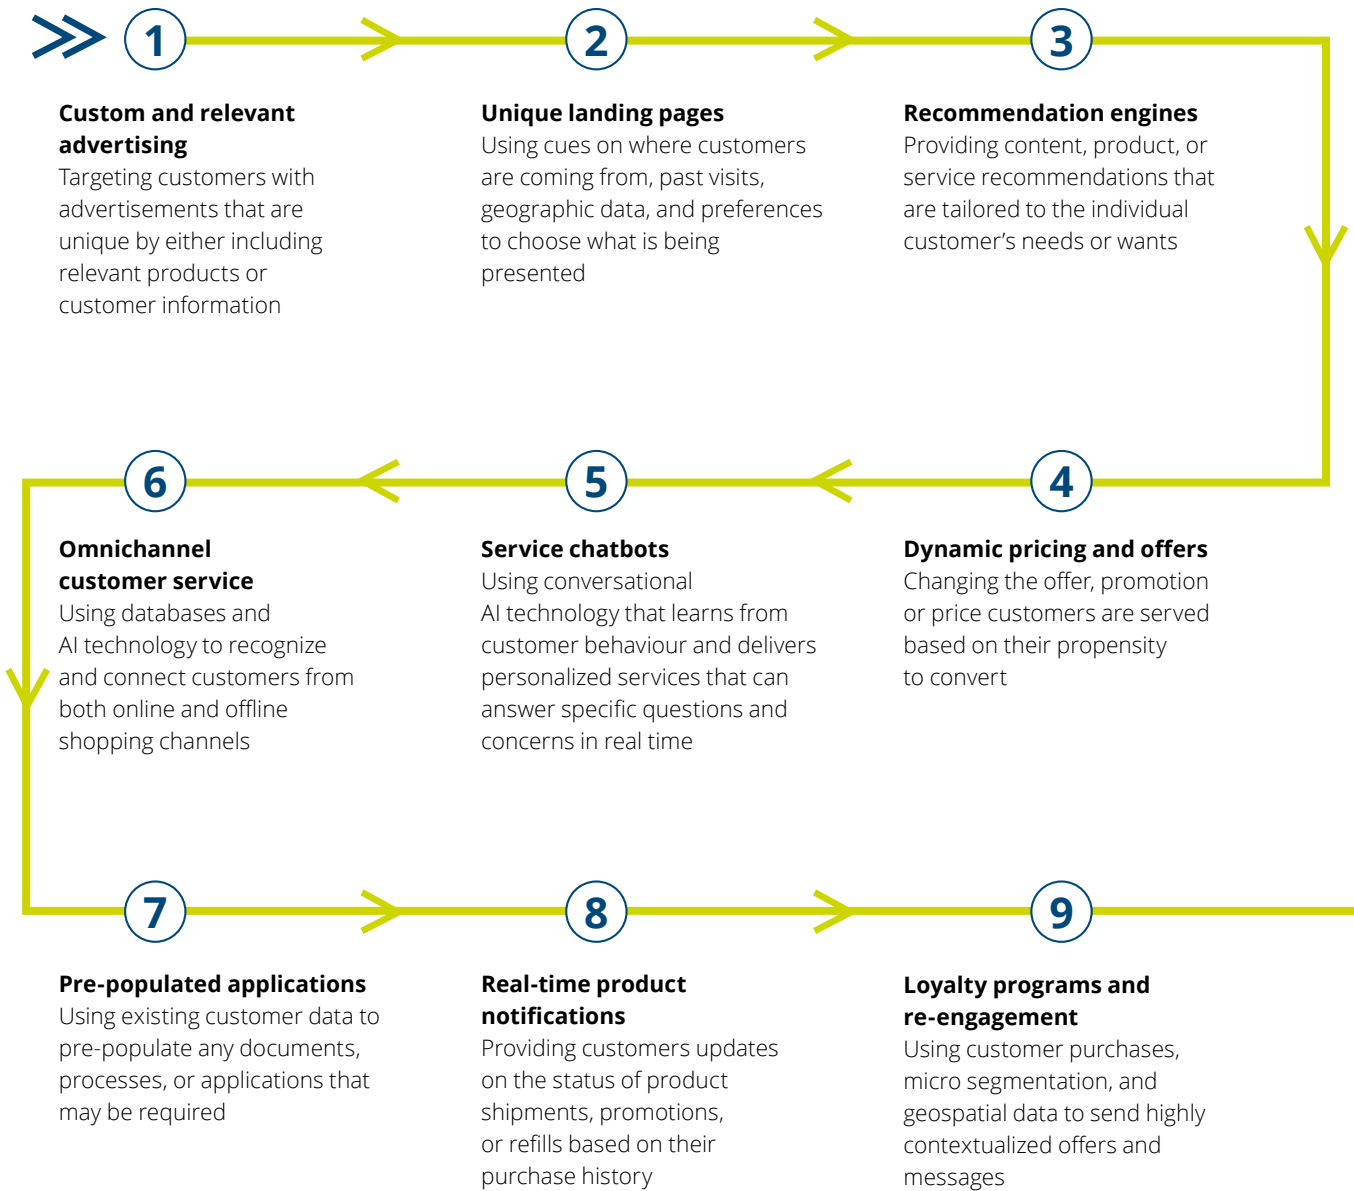 1
Custom and relevant
advertising
Targeting customers with
advertisements that are
unique by either including
relevant products or
customer information
2
Unique landing pages
Using cues on where customers
are coming from, past visits,
geographic data, and preferences
to choose what is being
presented
3
Recommendation engines
Providing content, product, or
service recommendations that
are tailored to the individual
customer’s needs or wants
4
Dynamic pricing and offers
Changing the offer, promotion
or price customers are served
based on their propensity
to convert
5
Service chatbots
Using conversational
AI technology that learns from
customer behaviour and delivers
personalized services that can
answer specific questions and
concerns in real time
6
Omnichannel
customer service
Using databases and
AI technology to recognize
and connect customers from
both online and offline
shopping channels
7
Pre-populated applications
Using existing customer data to
pre-populate any documents,
processes, or applications that
may be required
8
Real-time product
notifications
Providing customers updates
on the status of product
shipments, promotions,
or refills based on their
purchase history
9
Loyalty programs and
re-engagement
Using customer purchases,
micro segmentation, and
geospatial data to send highly
contextualized offers and
messages